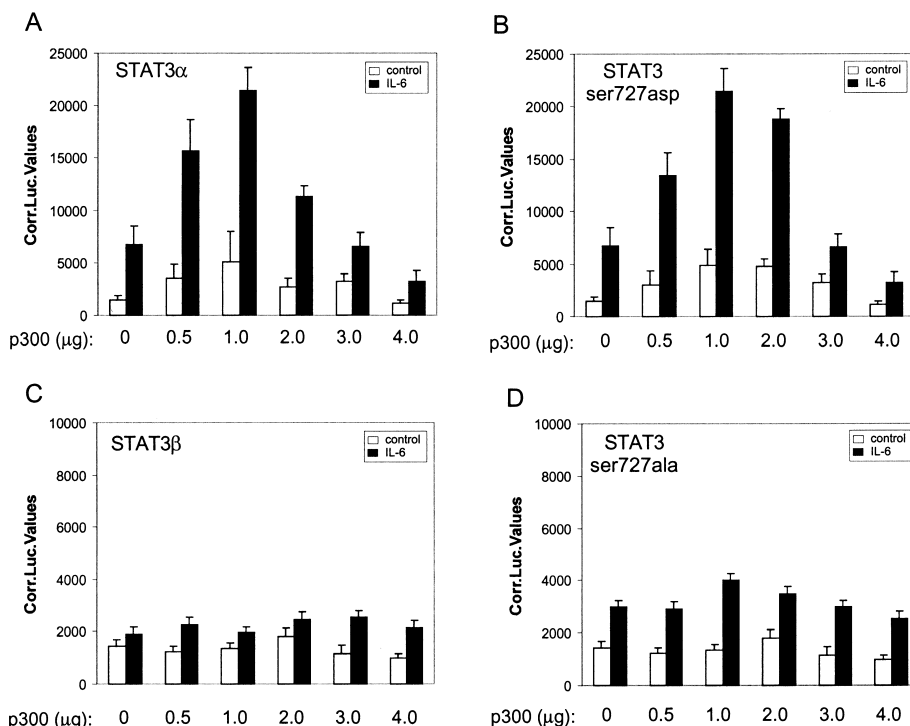 A
STAT3α
control
IL-6
Corr.Luc.Values
25000
20000
15000
10000
5000
0
p300 (μg): 0 0.5 1.0 2.0 3.0 4.0
B
STAT3
ser727asp
control
IL-6
Corr.Luc.Values
25000
20000
15000
10000
5000
0
p300 (μg): 0 0.5 1.0 2.0 3.0 4.0
C
STAT3β
control
IL-6
Corr.Luc.Values
10000
8000
6000
4000
2000
0
p300 (μg): 0 0.5 1.0 2.0 3.0 4.0
D
STAT3
ser727ala
control
IL-6
Corr.Luc.Values
10000
8000
6000
4000
2000
0
p300 (μg): 0 0.5 1.0 2.0 3.0 4.0